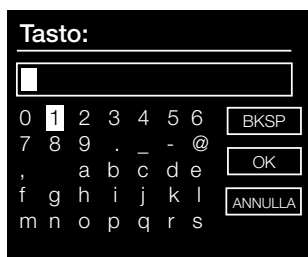 Tasto:
0 1 2 3 4 5 6 BKSP
7 8 9 . _ - @
, a b c d e OK
f g h i j k l ANNULLA
m n o p q r s